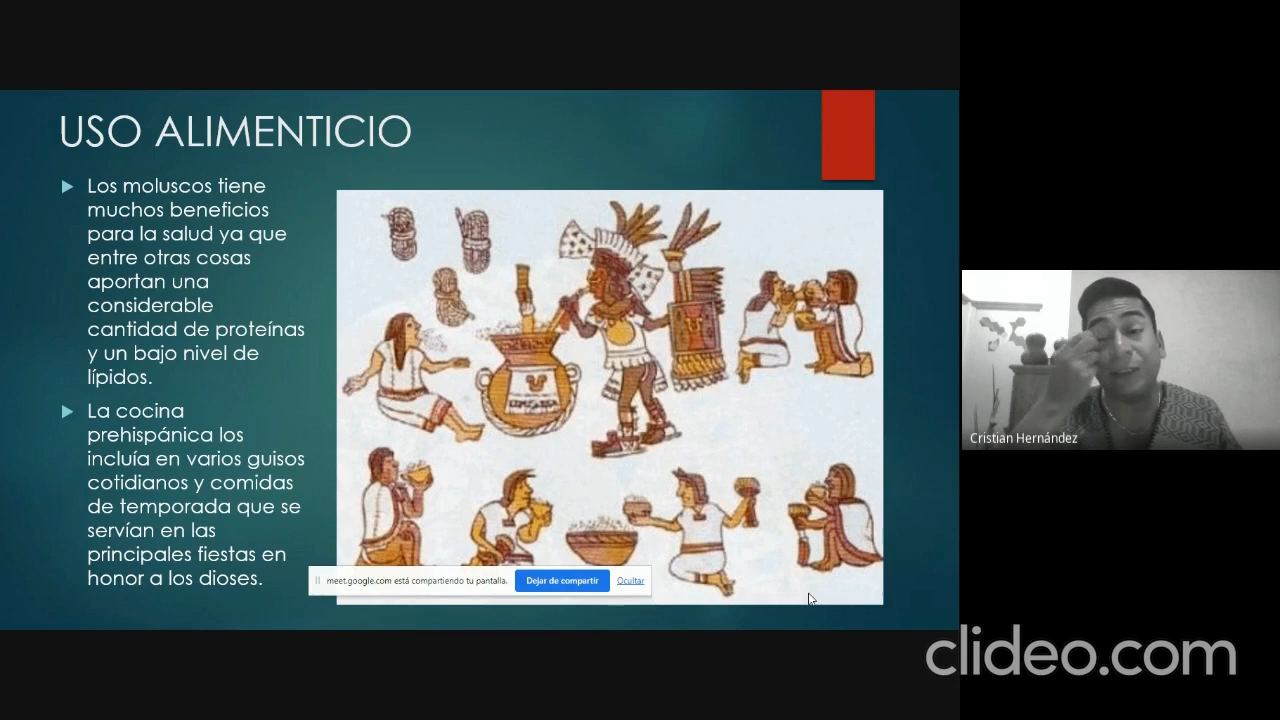 USO ALIMENTICIO
Los moluscos tiene
muchos beneficios
para la salud ya que
entre otras cosas
aportan una
considerable
cantidad de proteínas
y un bajo nivel de
lípidos.
La cocina
prehispánica los
incluía en varios guisos
cotidianos y comidas
de temporada que se
servían en las
principales fiestas en
honor a los dioses.
meet.google.com está compartiendo tu pantalla. Dejar de compartir Ocultar
Cristian Hernández
clideo.com